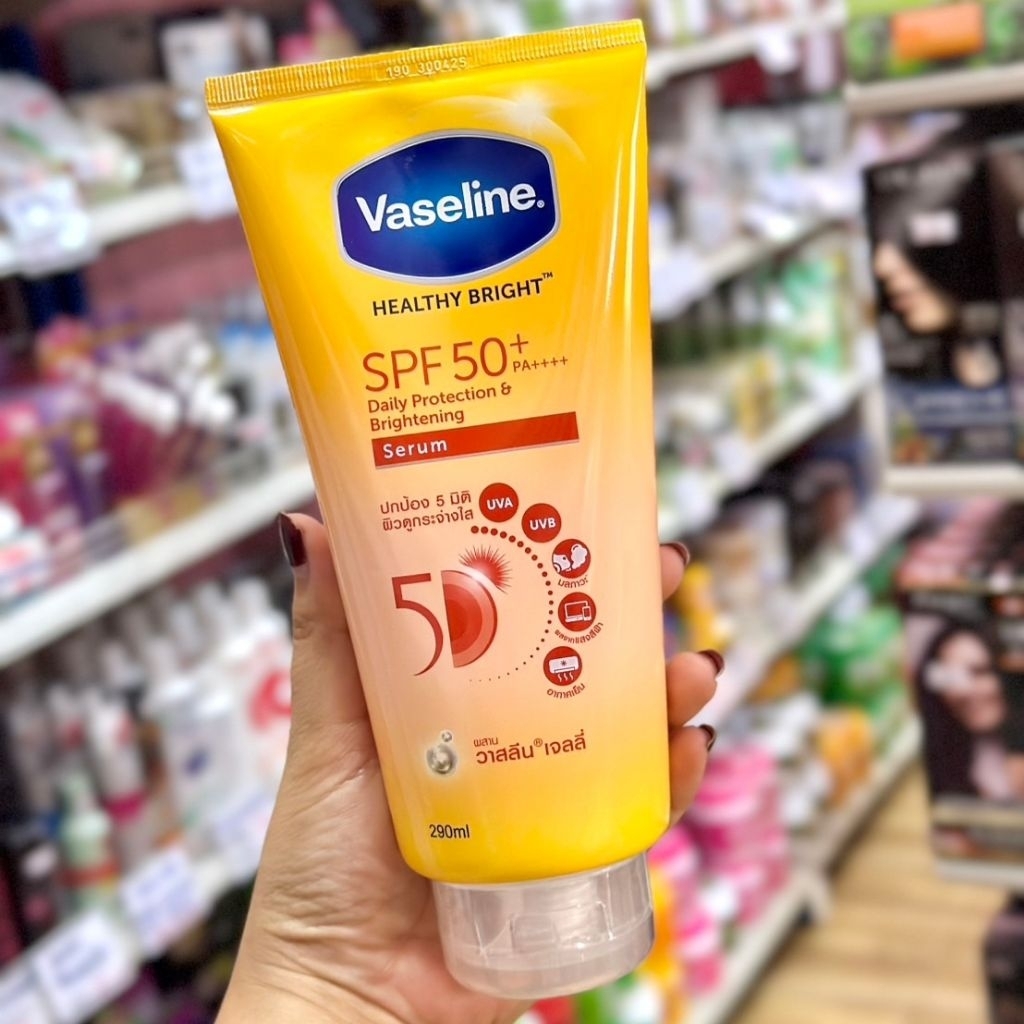 190 300425
Vaseline.
HEALTHY BRIGHT™
SPF 50+
PA++++
Daily Protection &
Brightening
Serum
ปกป้อง 5 มิติ
ผิวดูกระจ่างใส
UVA
UVB
มลภาวะ
5D
อากาศเย็น
ผสาน
วาสลีน® เจลลี่
290ml